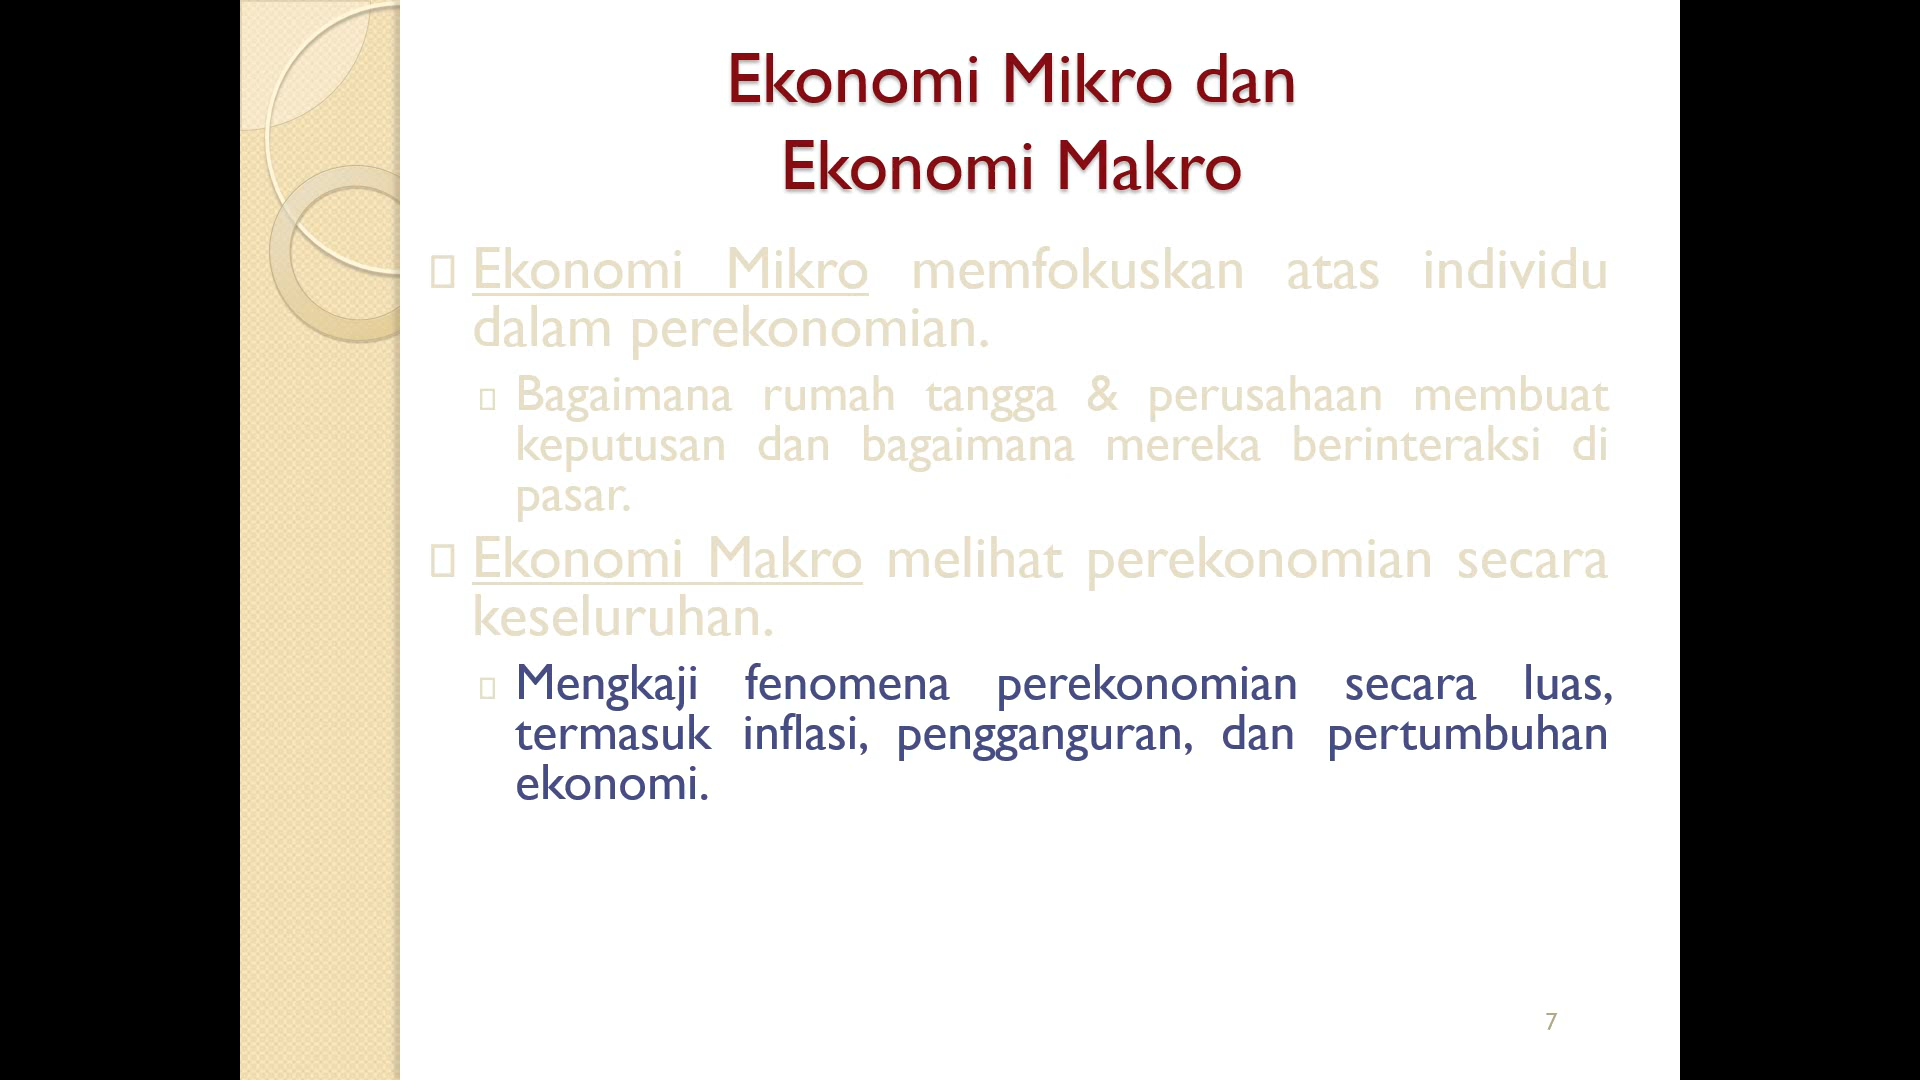 Ekonomi Mikro dan
Ekonomi Makro
Ekonomi Mikro memfokuskan atas individu
dalam perekonomian.
Bagaimana rumah tangga & perusahaan membuat
keputusan dan bagaimana mereka berinteraksi di
pasar.
Ekonomi Makro melihat perekonomian secara
keseluruhan.
Mengkaji fenomena perekonomian secara luas,
termasuk inflasi, pengganguran, dan pertumbuhan
ekonomi.
7